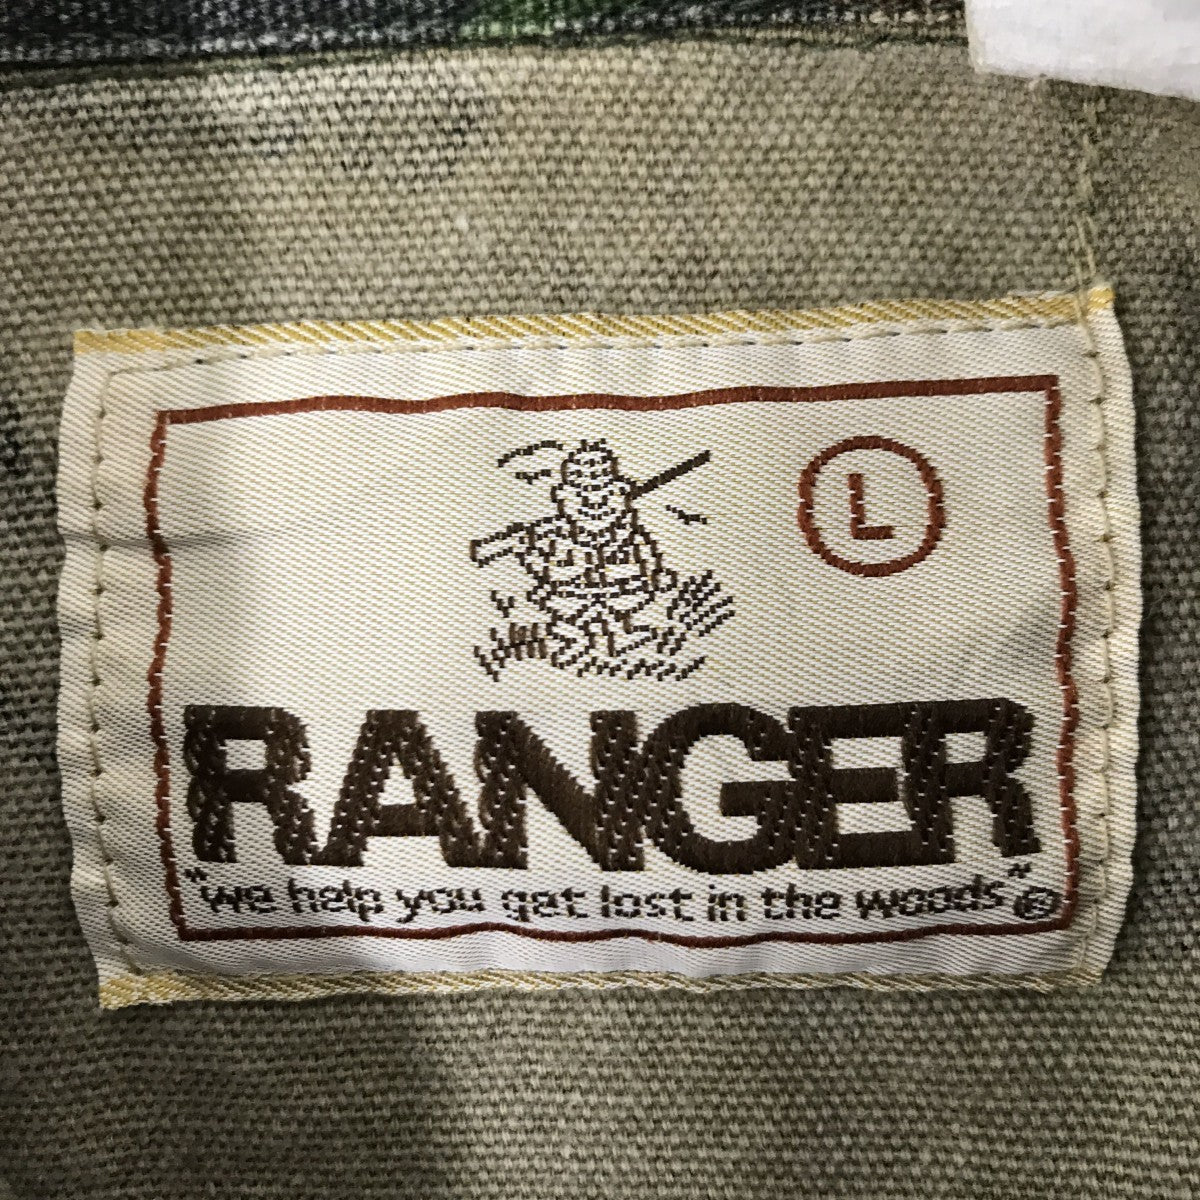 L
RANGER
"we help you get lost in the woods" ®